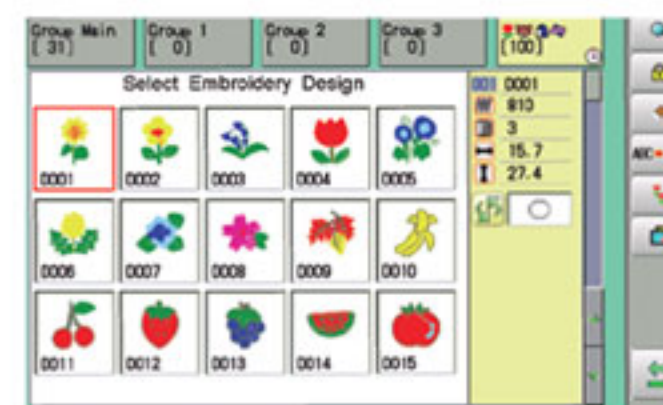 Group Main Group 1 Group 2 Group 3
[ 31] [ 0] [ 0] [ 0] [100]
Select Embroidery Design
001 0001
810
3
15.7
27.4
0001 0002 0003 0004 0005
0006 0007 0008 0009 0010
0011 0012 0013 0014 0015
ABC